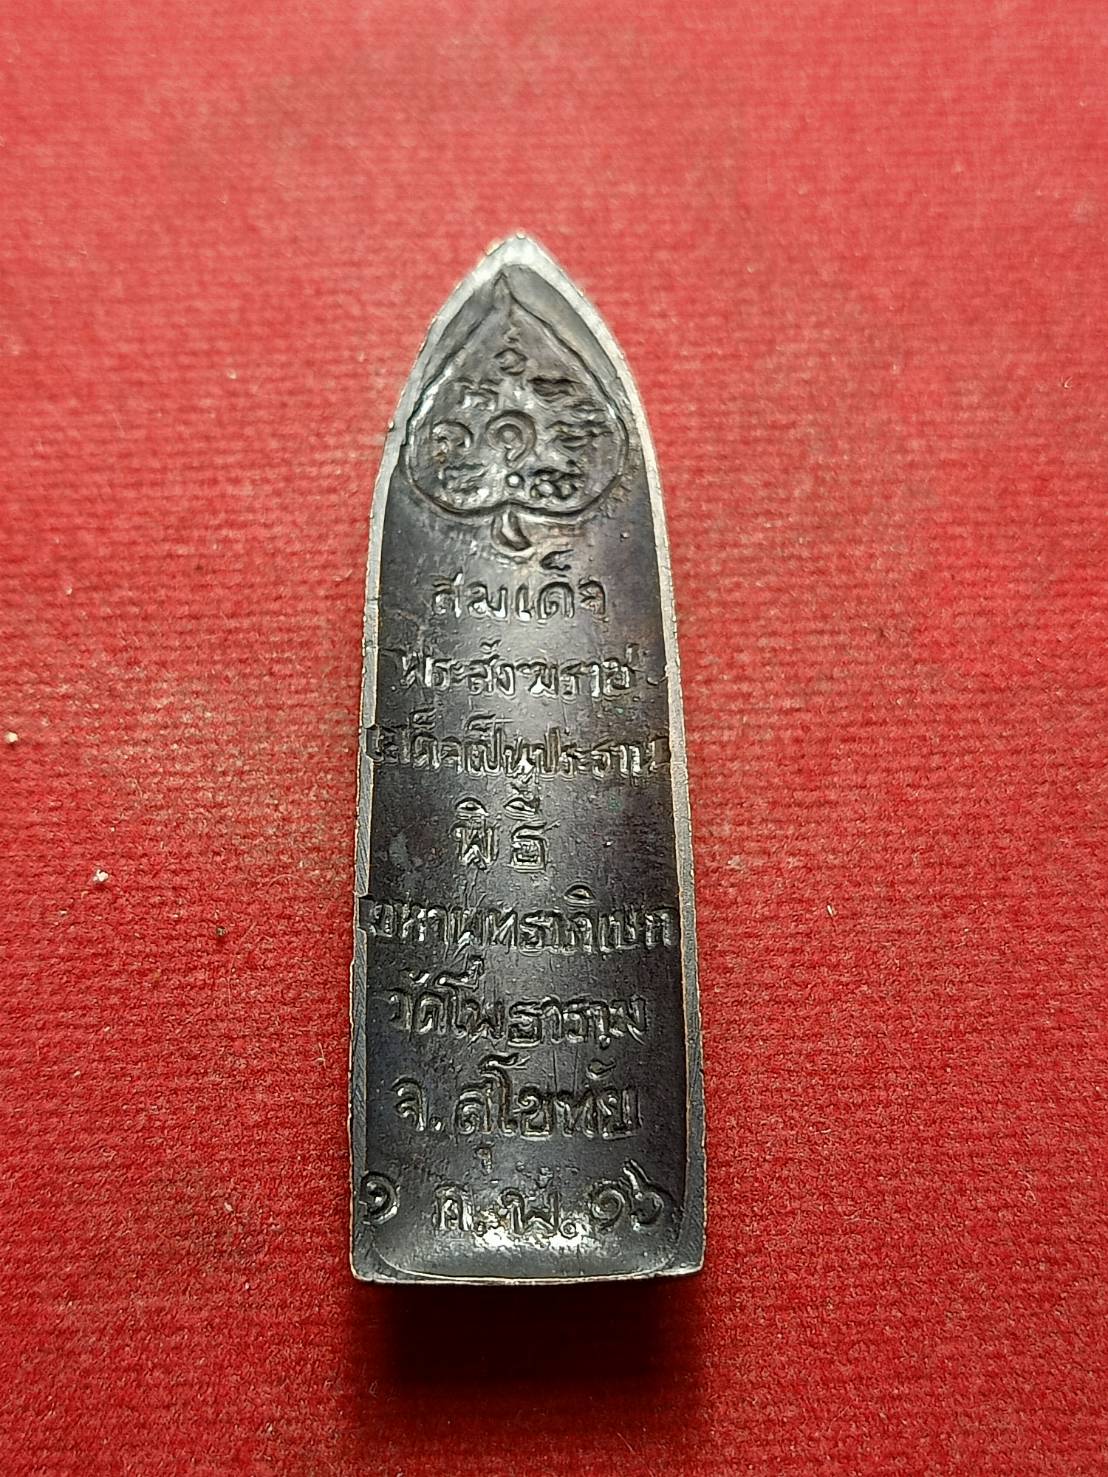 สมเด็จ
พระสังฆราช
เสด็จเป็นประธาน
พิธี
มหาพุทธาภิเษก
วัดโพธาราม
จ.สุโขทัย
๑ ก.พ.๑๖